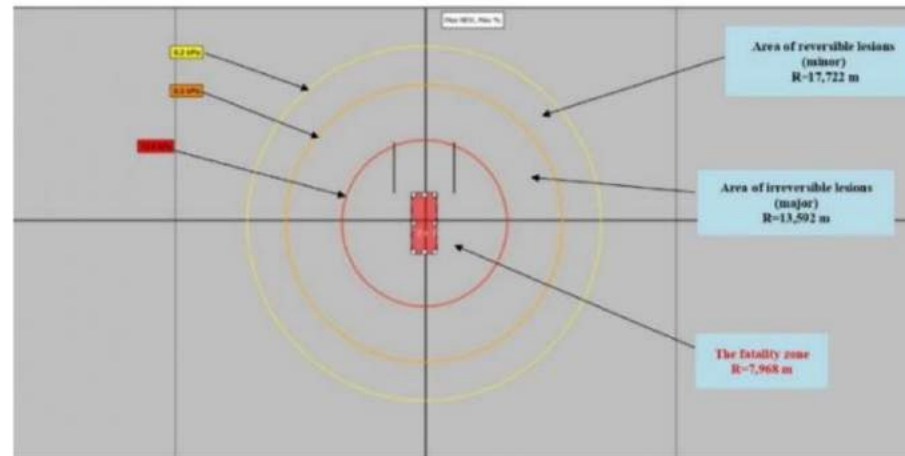 Area of reversible lesions
(minor)
R=17,722 m
Area of irreversible lesions
(major)
R=13,592 m
The fatality zone
R=7,968 m